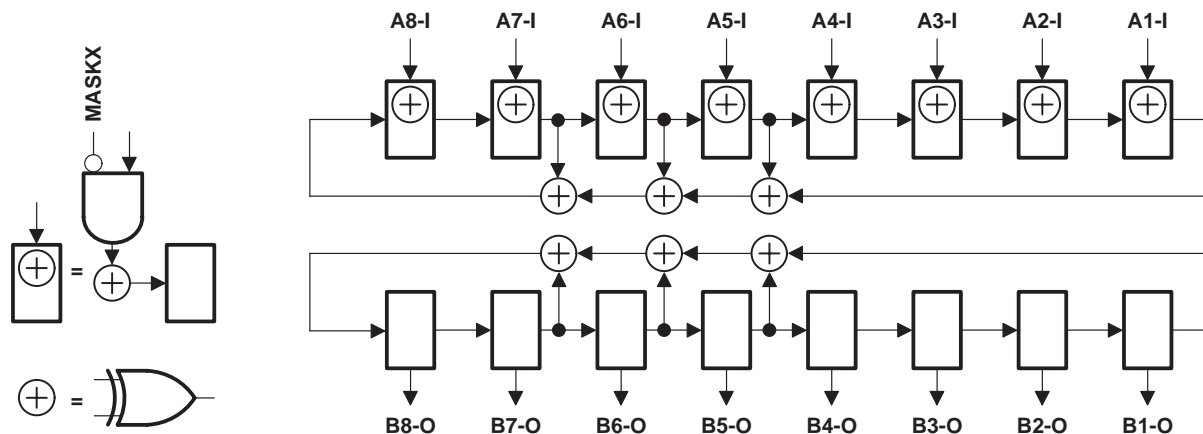 A8-I A7-I A6-I A5-I A4-I A3-I A2-I A1-I
MASKX
=
=
B8-O B7-O B6-O B5-O B4-O B3-O B2-O B1-O